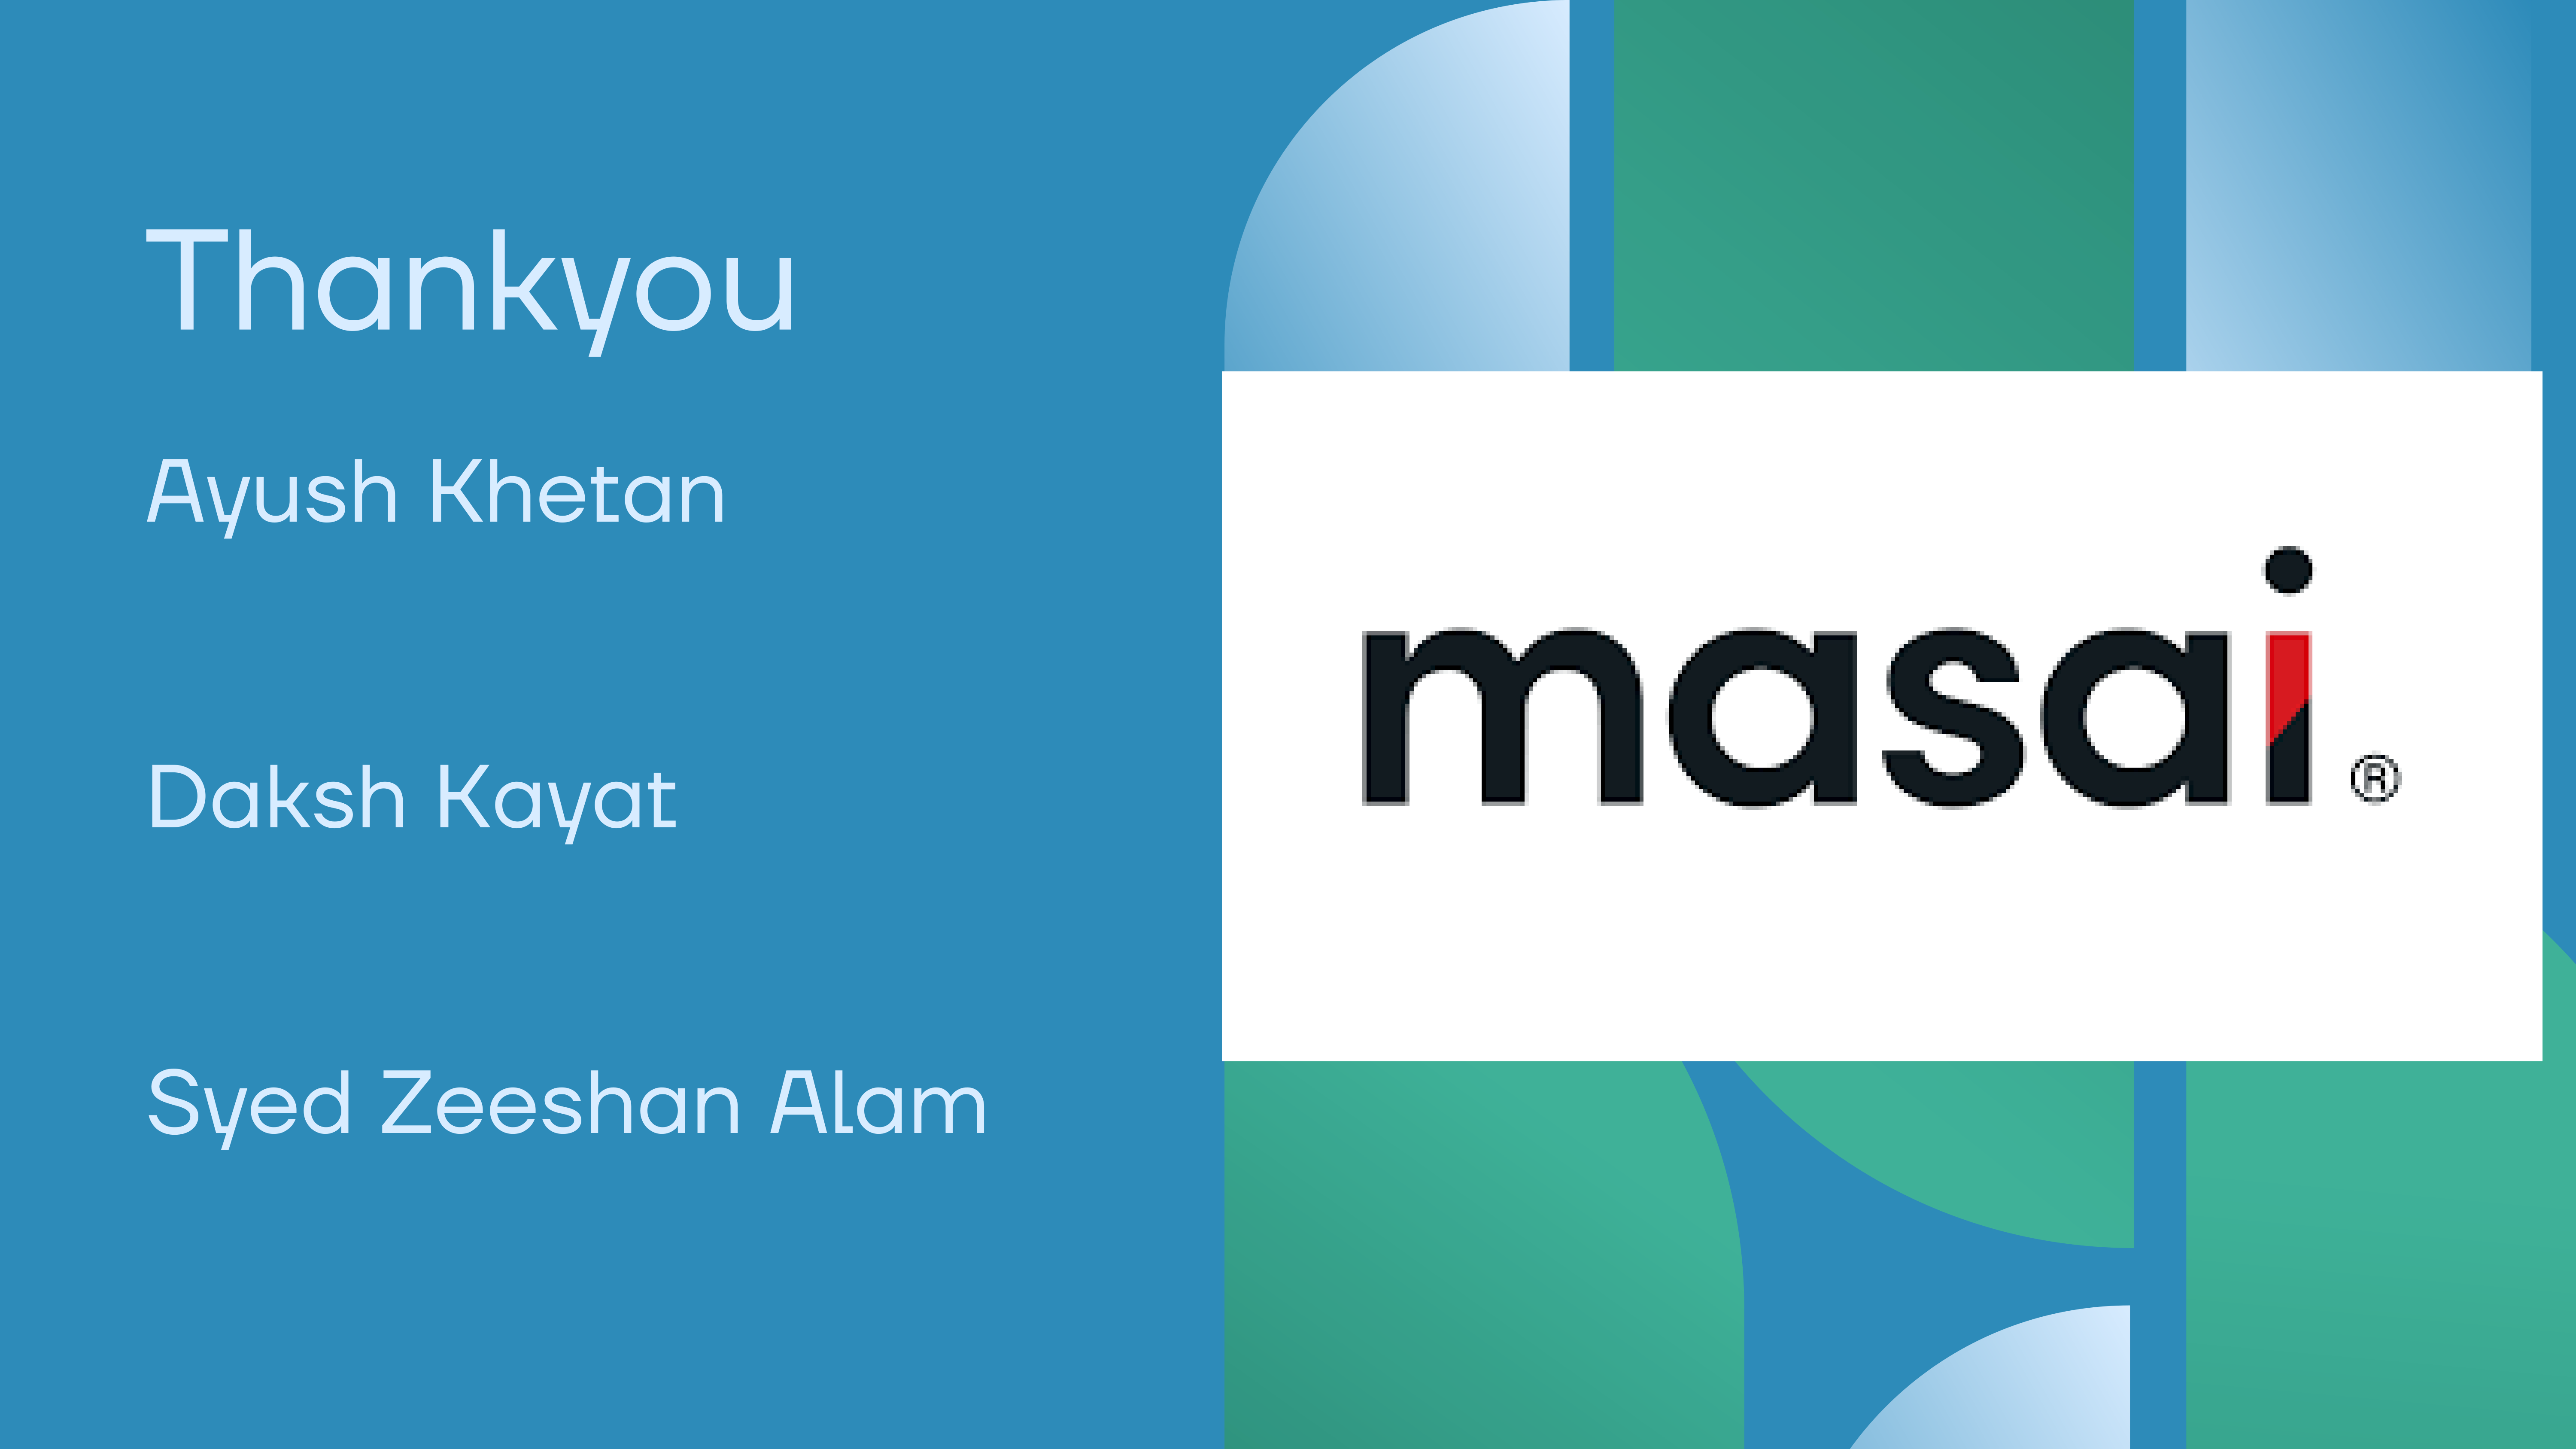 Thankyou
Ayush Khetan
Daksh Kayat
Syed Zeeshan Alam
masai®